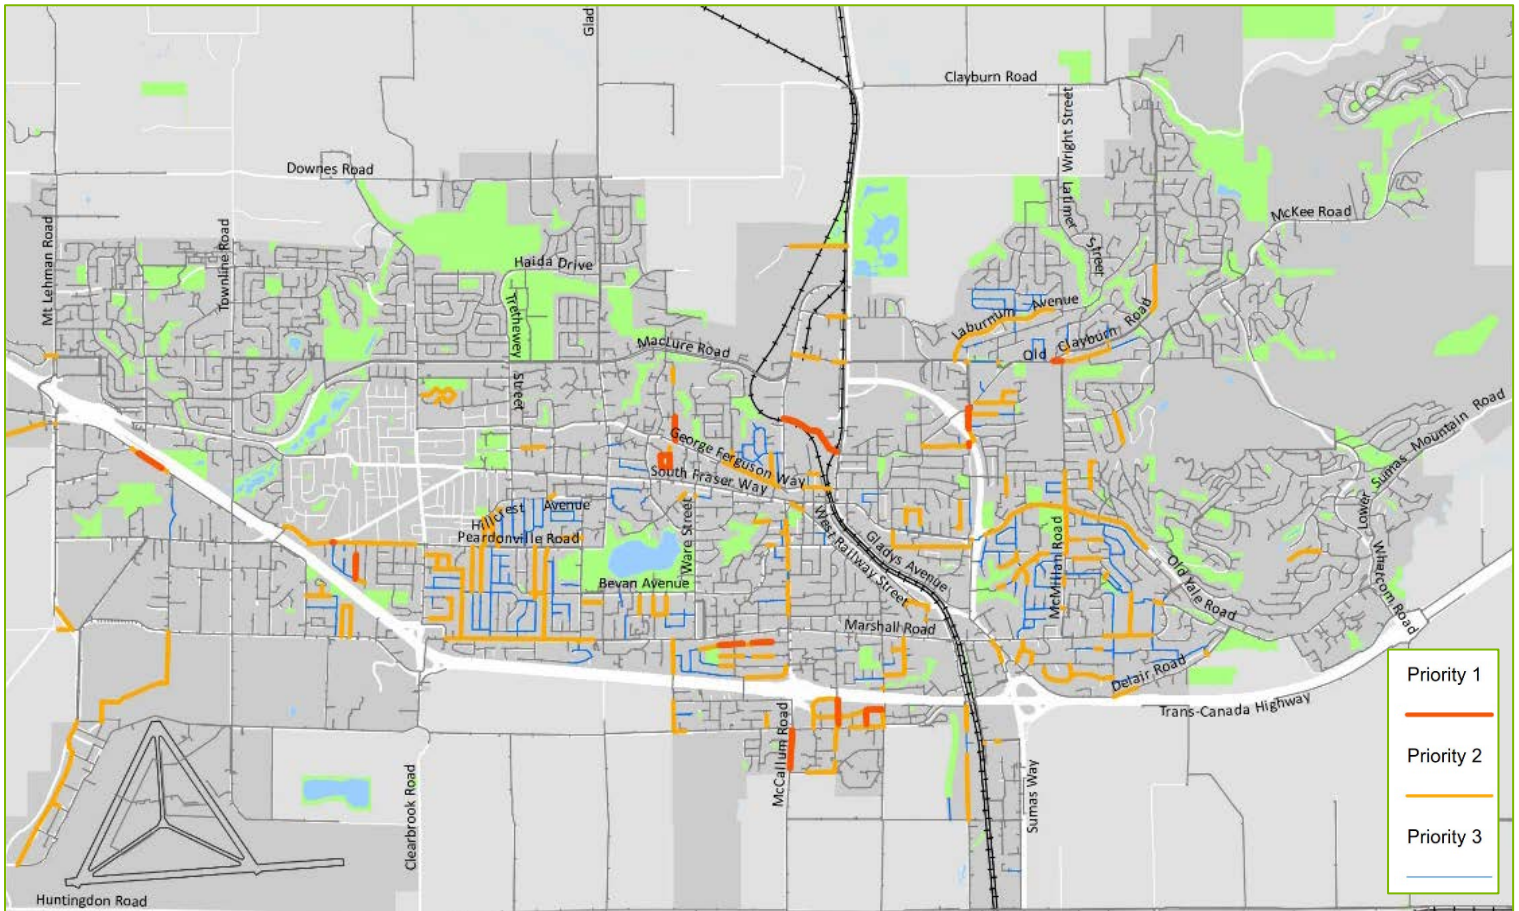 Glad
Clayburn Road
Wright Street
Downes Road
Latimer Street
McKee Road
Mt Lehman Road
Townline Road
Haida Drive
Laburnum Avenue
Old Clayburn Road
Trethewey Street
MacLure Road
Sumas Mountain Road
George Ferguson Way
South Fraser Way
Hillcrest Avenue
Peardonville Road
Ware Street
West Railway Street
Gladys Avenue
McMillan Road
Lower
Whatcom Road
Bevan Avenue
Old Yale Road
Marshall Road
Delair Road
Trans-Canada Highway
McCallum Road
Clearbrook Road
Sumas Way
Huntingdon Road
Priority 1
Priority 2
Priority 3